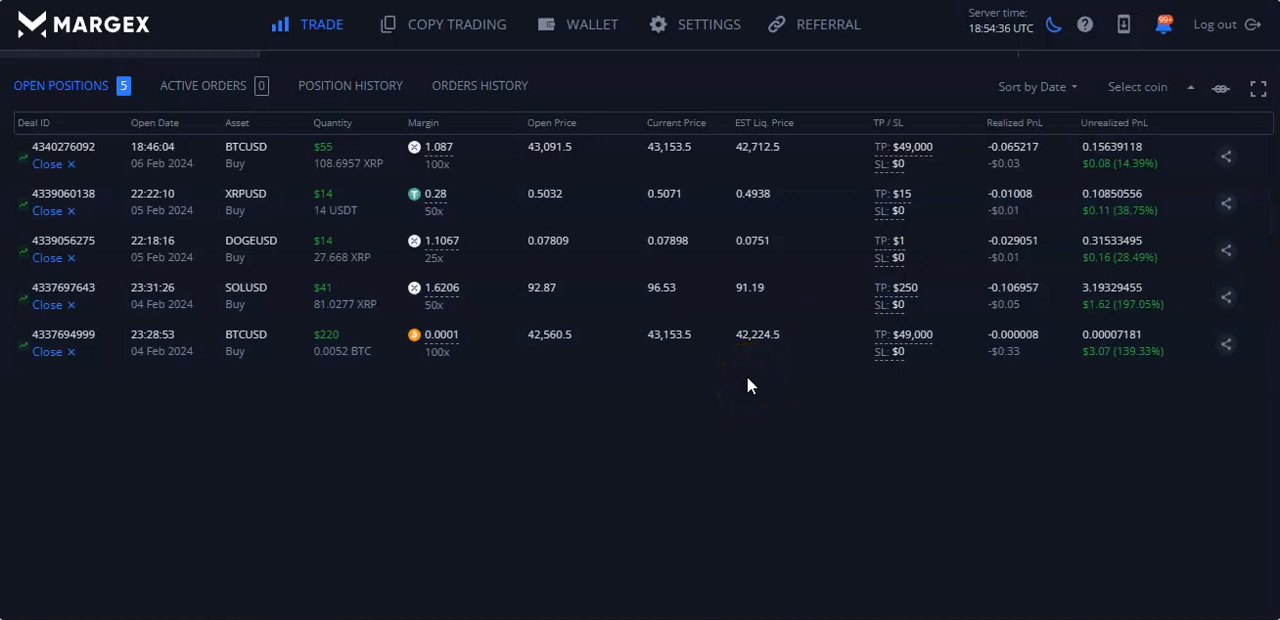 MARGEX TRADE COPY TRADING WALLET SETTINGS REFERRAL Server time: 18:54:36 UTC 99+ Log out
OPEN POSITIONS 5 ACTIVE ORDERS 0 POSITION HISTORY ORDERS HISTORY Sort by Date Select coin
Deal ID Open Date Asset Quantity Margin Open Price Current Price EST Liq. Price TP / SL Realized PnL Unrealized PnL
4340276092 18:46:04 BTCUSD $55 1.087 43,091.5 43,153.5 42,712.5 TP: $49,000 -0.065217 0.15639118
Close × 06 Feb 2024 Buy 108.6957 XRP 100x SL: $0 -$0.03 $0.08 (14.39%)
4339060138 22:22:10 XRPUSD $14 0.28 0.5032 0.5071 0.4938 TP: $15 -0.01008 0.10850556
Close × 05 Feb 2024 Buy 14 USDT 50x SL: $0 -$0.01 $0.11 (38.75%)
4339056275 22:18:16 DOGEUSD $14 1.1067 0.07809 0.07898 0.0751 TP: $1 -0.029051 0.31533495
Close × 05 Feb 2024 Buy 27.668 XRP 25x SL: $0 -$0.01 $0.16 (28.49%)
4337697643 23:31:26 SOLUSD $41 1.6206 92.87 96.53 91.19 TP: $250 -0.106957 3.19329455
Close × 04 Feb 2024 Buy 81.0277 XRP 50x SL: $0 -$0.05 $1.62 (197.05%)
4337694999 23:28:53 BTCUSD $220 0.0001 42,560.5 43,153.5 42,224.5 TP: $49,000 -0.000008 0.00007181
Close × 04 Feb 2024 Buy 0.0052 BTC 100x SL: $0 -$0.33 $3.07 (139.33%)